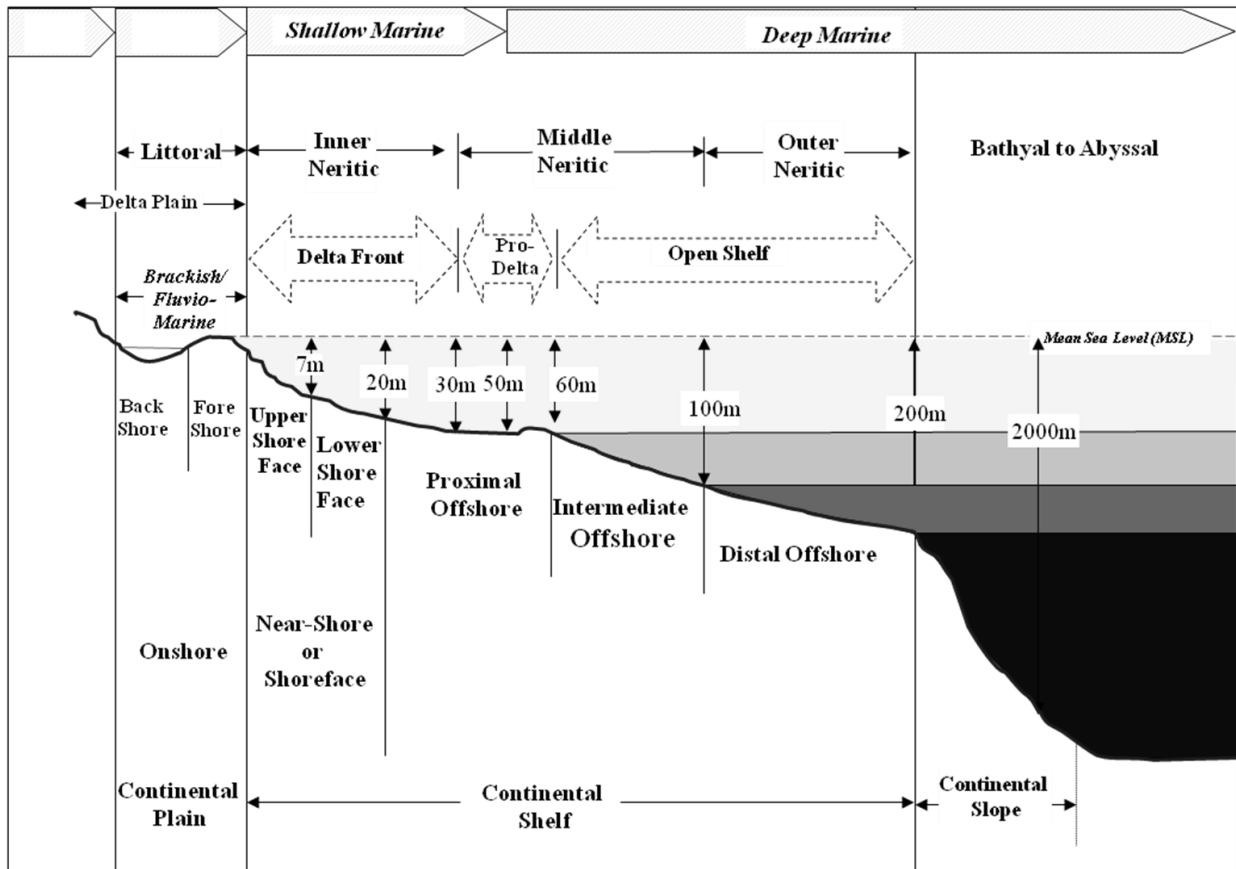 Shallow Marine
Deep Marine
Littoral
Inner
Neritic
Middle
Neritic
Outer
Neritic
Bathyal to Abyssal
Delta Plain
Delta Front
Pro-
Delta
Open Shelf
Brackish/
Fluvio-
Marine
Mean Sea Level (MSL)
7m
20m
30m
50m
60m
100m
200m
2000m
Back
Shore
Fore
Shore
Upper
Shore
Face
Lower
Shore
Face
Proximal
Offshore
Intermediate
Offshore
Distal Offshore
Onshore
Near-Shore
or
Shoreface
Continental
Plain
Continental
Shelf
Continental
Slope